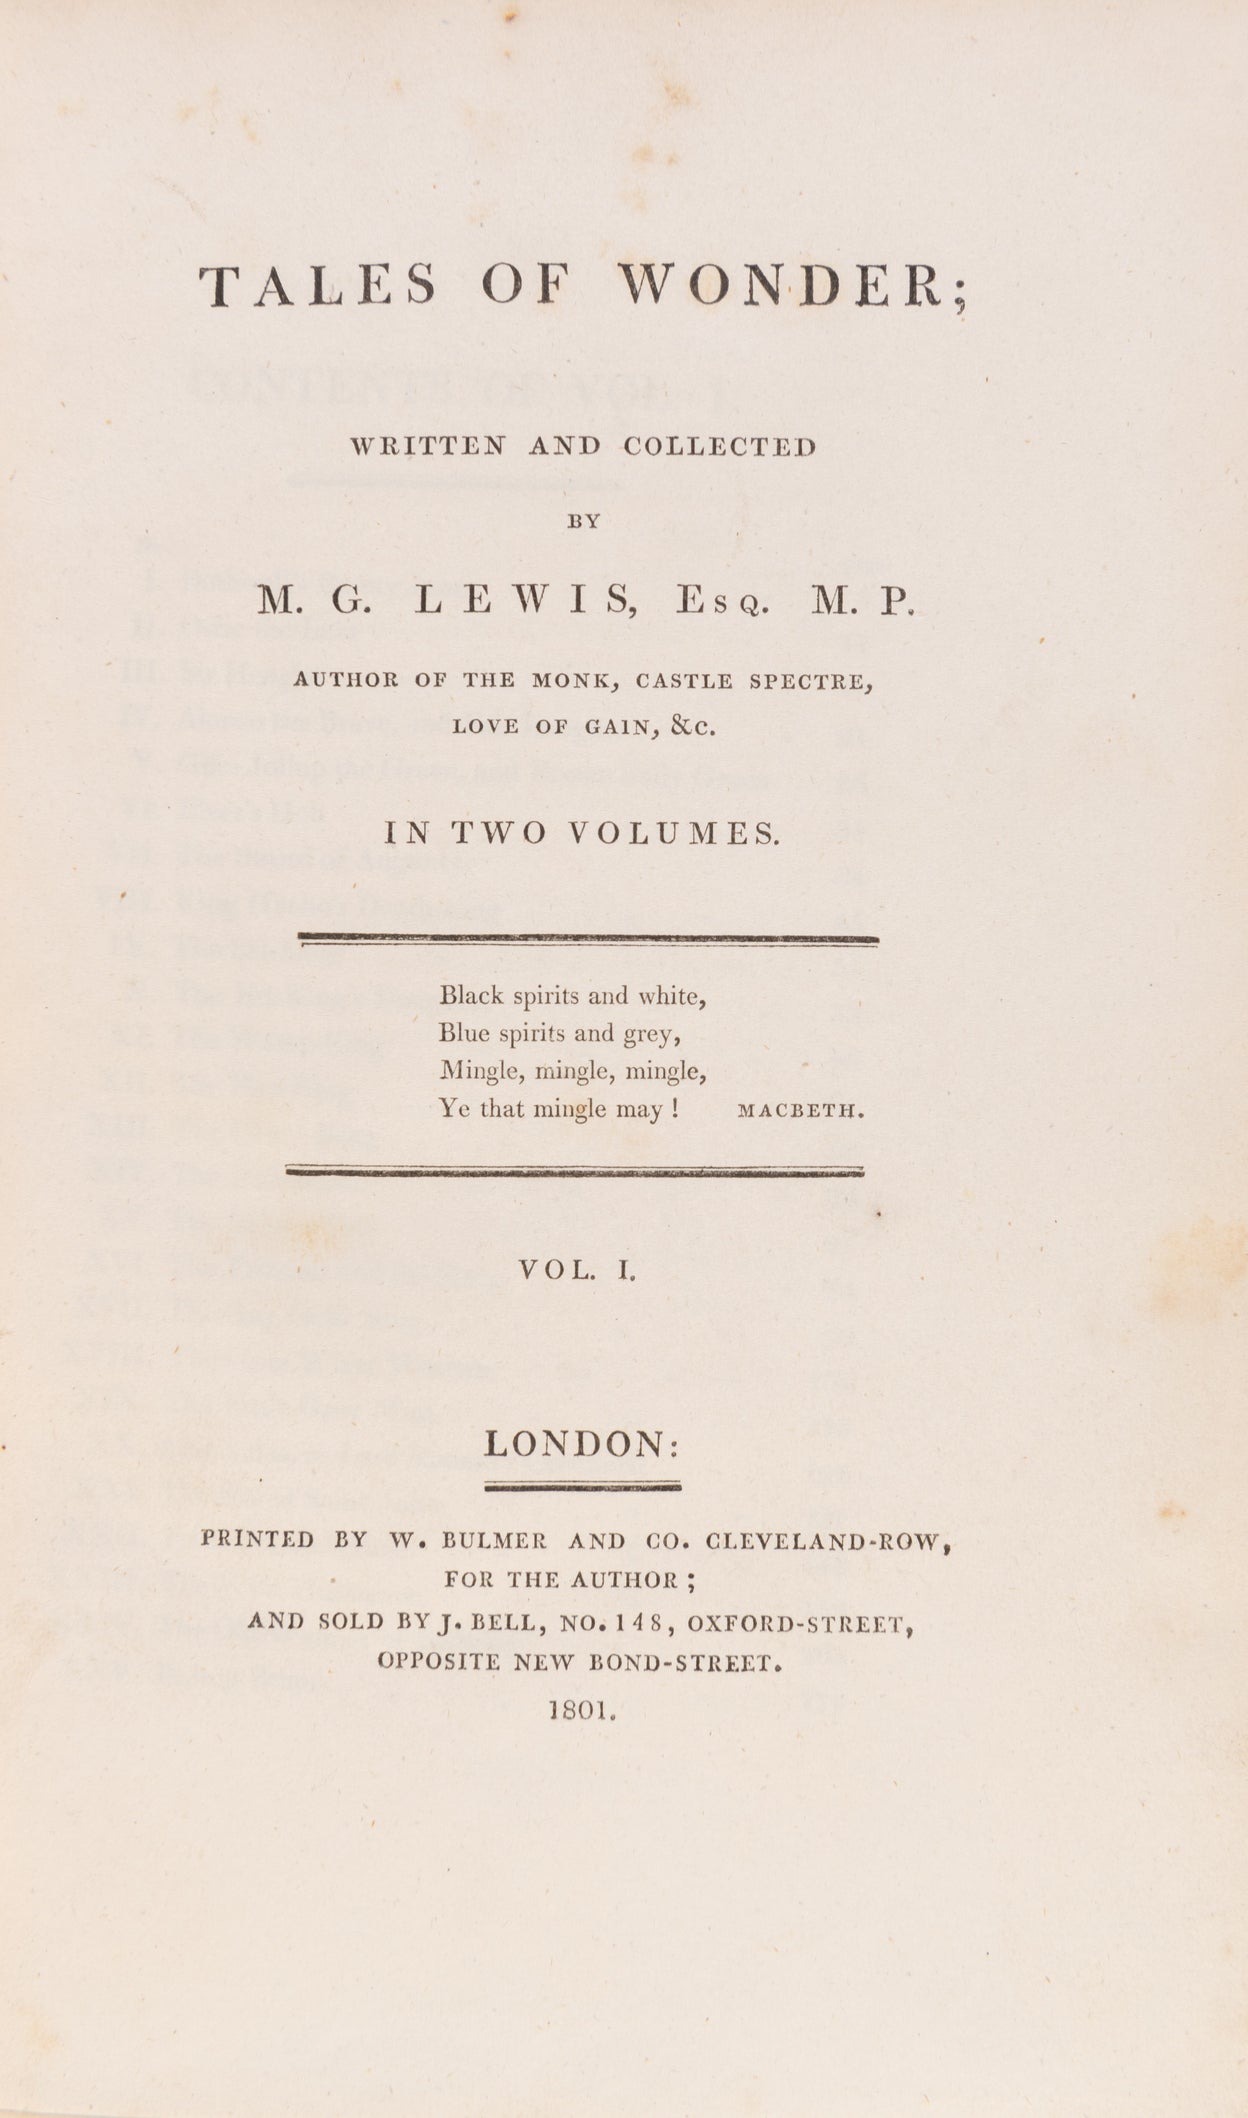 TALES OF WONDER;
WRITTEN AND COLLECTED
BY
M. G. LEWIS, Esq. M. P.
AUTHOR OF THE MONK, CASTLE SPECTRE,
LOVE OF GAIN, &c.
IN TWO VOLUMES.
Black spirits and white,
Blue spirits and grey,
Mingle, mingle, mingle,
Ye that mingle may! MACBETH.
VOL. I.
LONDON:
PRINTED BY W. BULMER AND CO. CLEVELAND-ROW,
FOR THE AUTHOR;
AND SOLD BY J. BELL, NO. 148, OXFORD-STREET,
OPPOSITE NEW BOND-STREET.
1801.